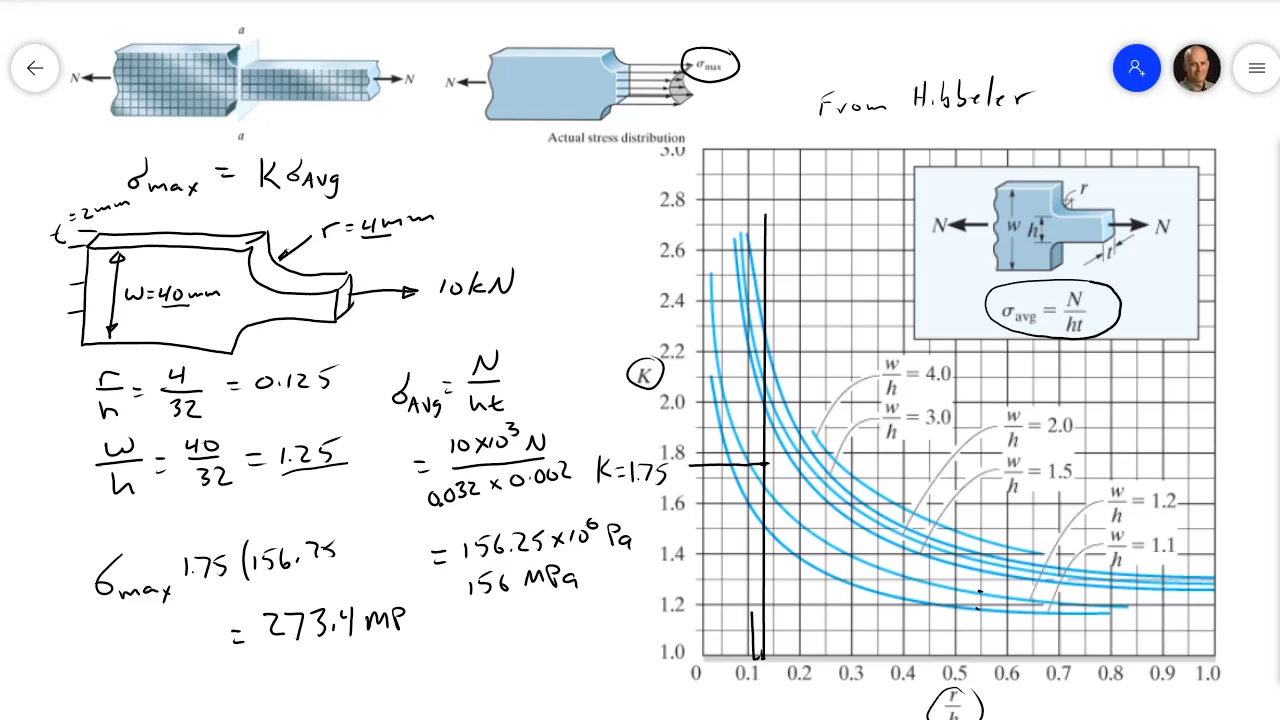 a
N
N
a
N
σmax
Actual stress distribution
From Hibbeler
σmax = KσAvg
t =2mm
r=4mm
w=40mm
10kN
r/h = 4/32 = 0.125
w/h = 40/32 = 1.25
σAvg = N/ht
= 10×10³ N / 0.032 × 0.002
= 156.25×10⁶ Pa
156 MPa
σmax 1.75 (156.25
= 273.4 MP
K=1.75
K
3.0
2.8
2.6
2.4
2.2
2.0
1.8
1.6
1.4
1.2
1.0
N
w
h
r
t
N
σavg = N/ht
w/h = 4.0
w/h = 3.0
w/h = 2.0
w/h = 1.5
w/h = 1.2
w/h = 1.1
0 0.1 0.2 0.3 0.4 0.5 0.6 0.7 0.8 0.9 1.0
r/h